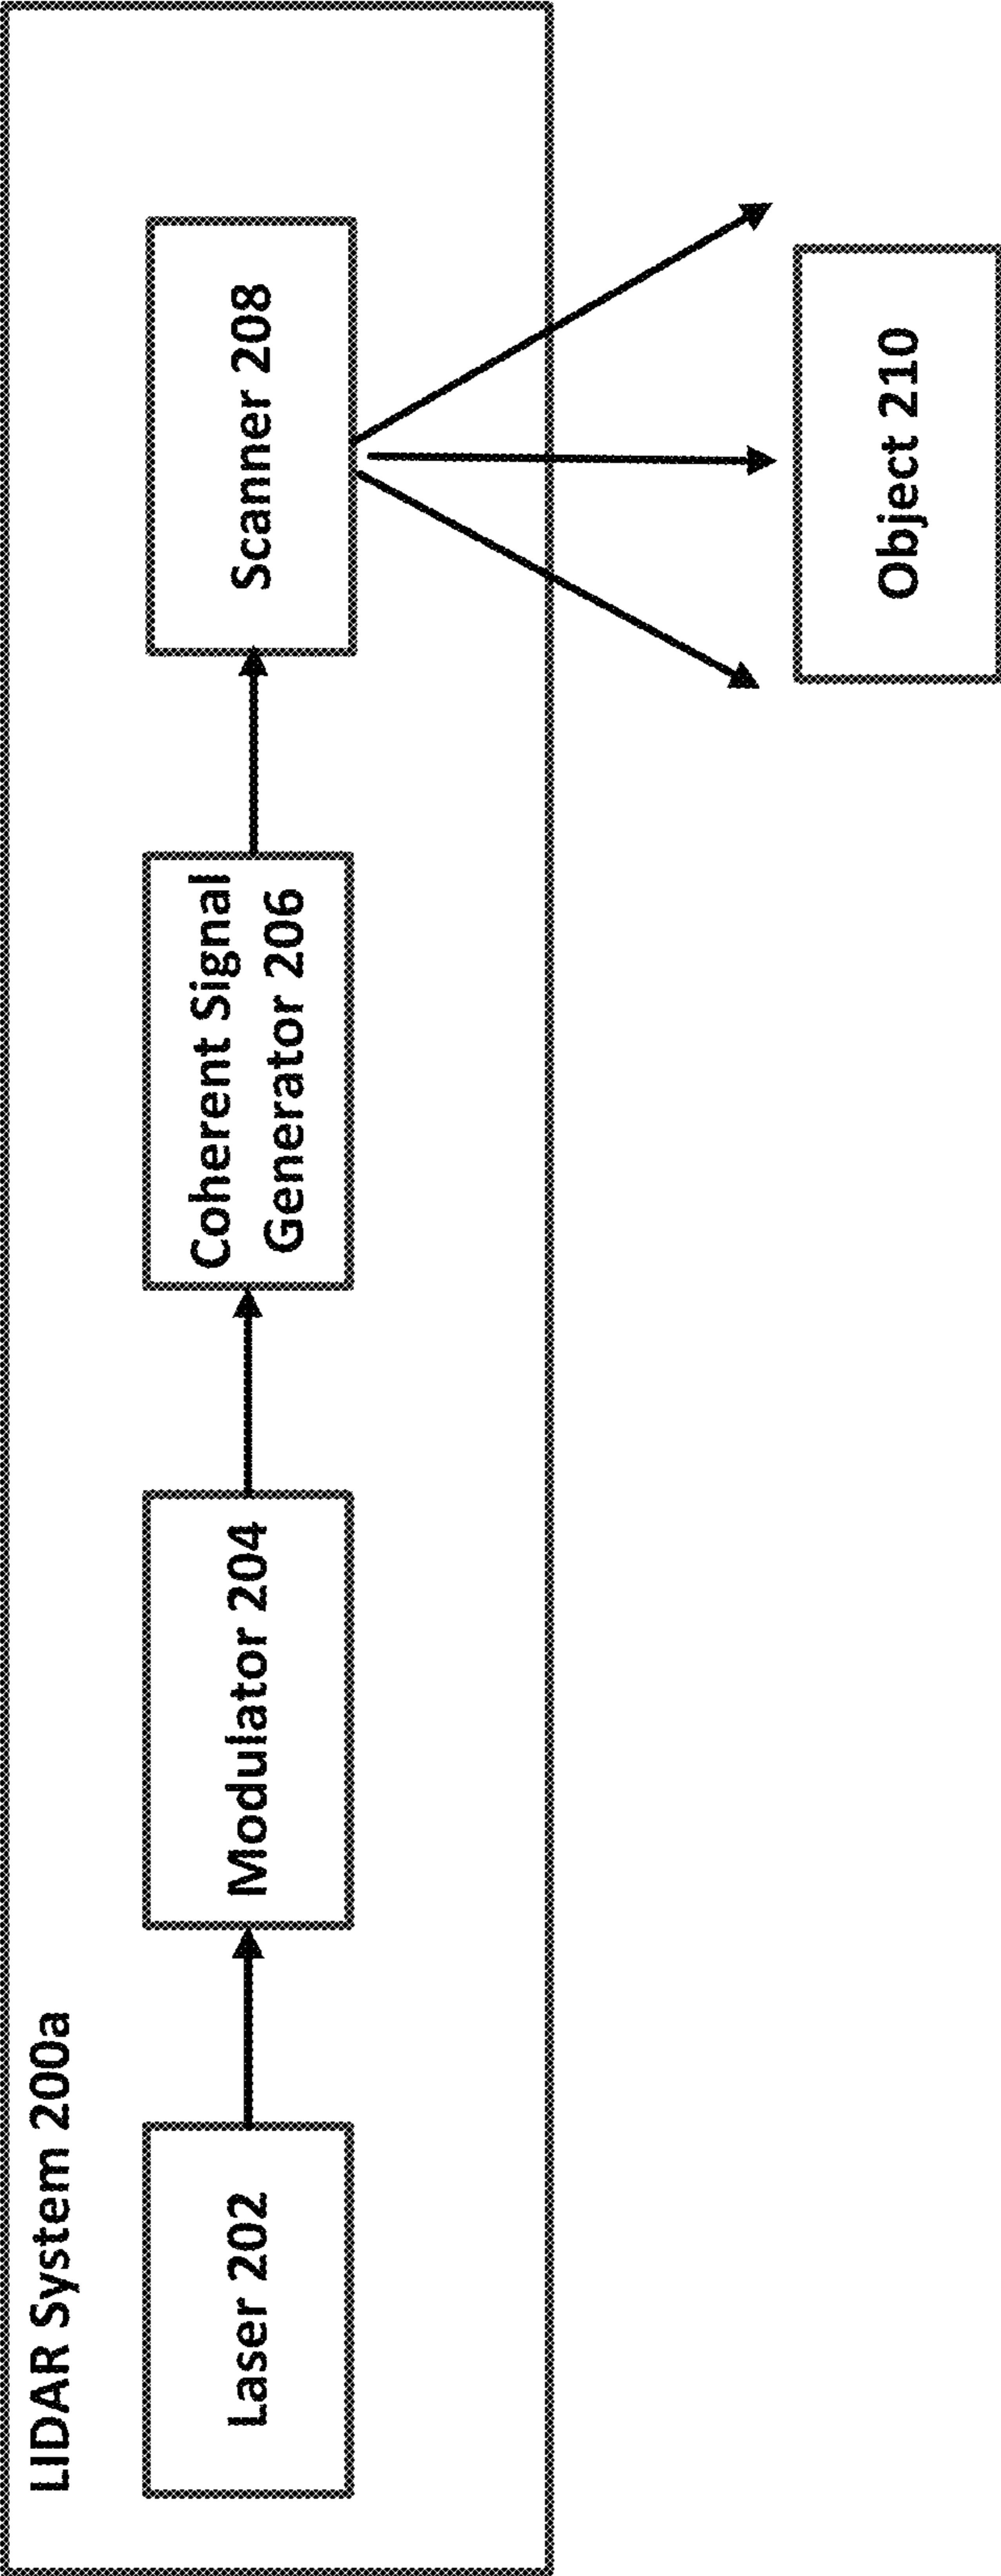 LIDAR System 200a
Laser 202
Modulator 204
Coherent Signal
Generator 206
Scanner 208
Object 210